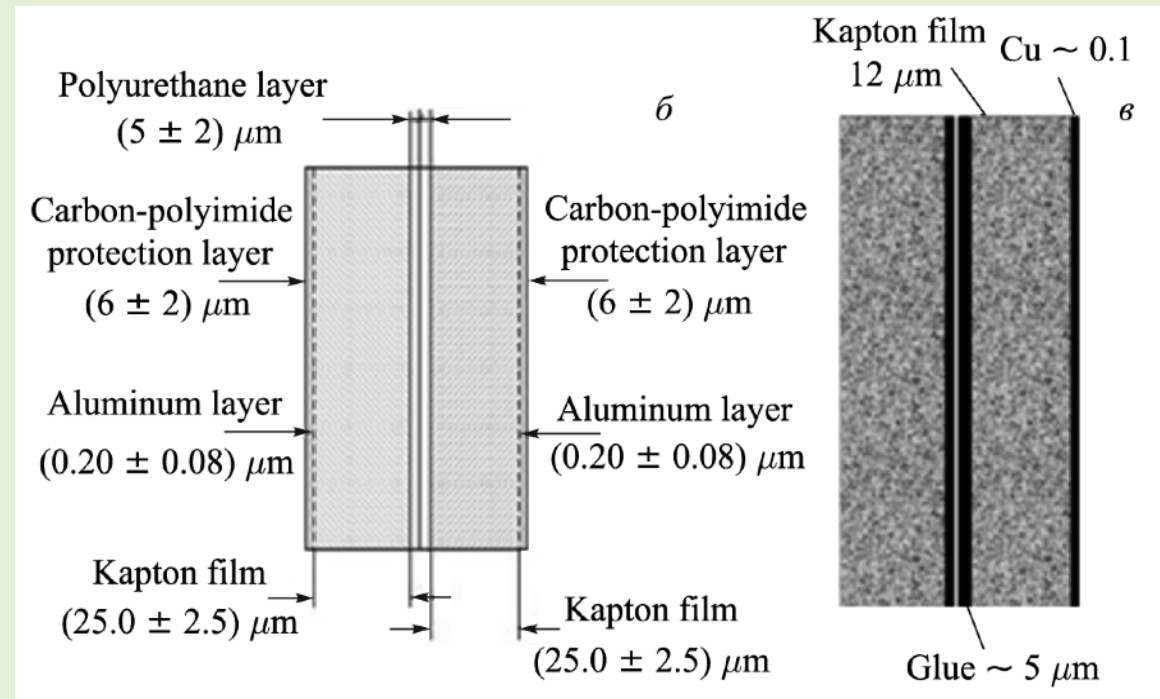 Polyurethane layer
(5 ± 2) μm
б
Carbon-polyimide
protection layer
(6 ± 2) μm
Carbon-polyimide
protection layer
(6 ± 2) μm
Aluminum layer
(0.20 ± 0.08) μm
Aluminum layer
(0.20 ± 0.08) μm
Kapton film
(25.0 ± 2.5) μm
Kapton film
(25.0 ± 2.5) μm
Kapton film
12 μm
Cu ~ 0.1
в
Glue ~ 5 μm